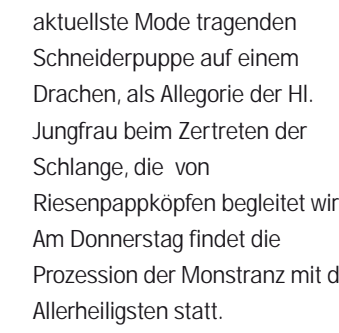 aktuellste Mode tragenden
Schneiderpuppe auf einem
Drachen, als Allegorie der Hl.
Jungfrau beim Zertreten der
Schlange, die von
Riesenpappköpfen begleitet wir
Am Donnerstag findet die
Prozession der Monstranz mit d
Allerheiligsten statt.